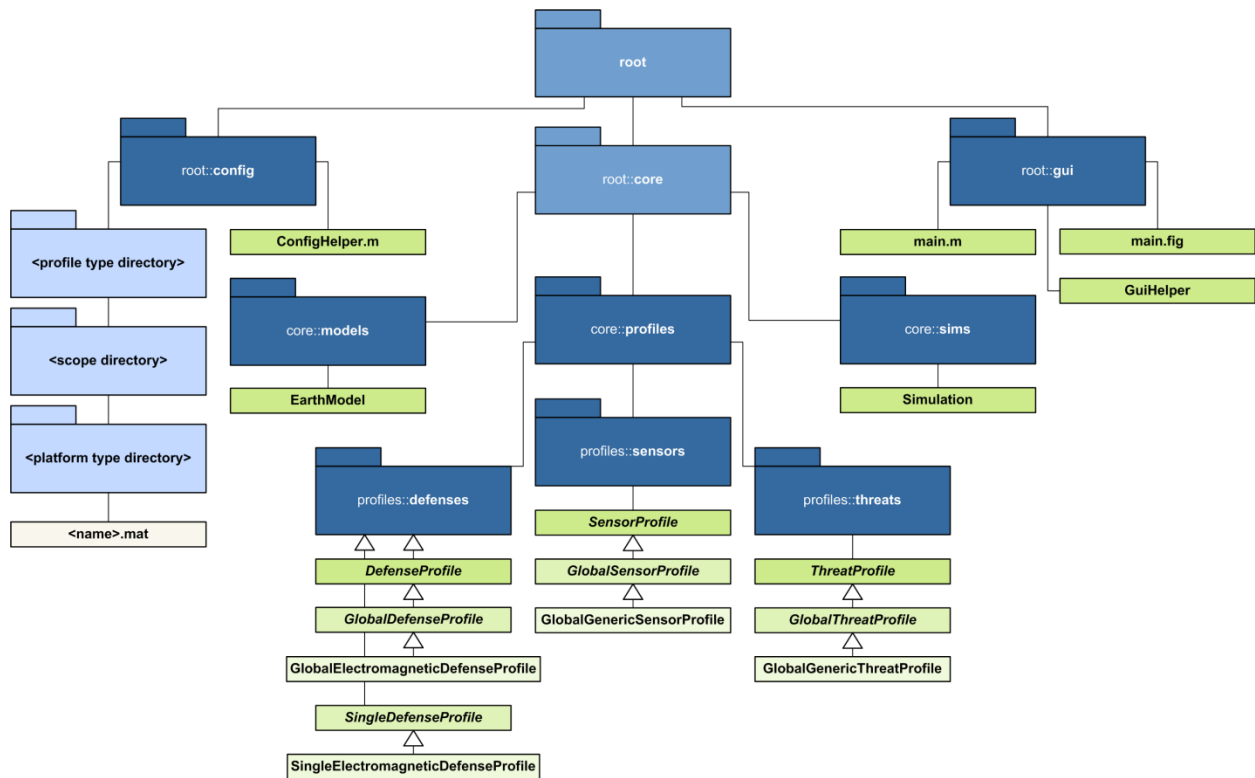 root
root::config
root::core
root::gui
<profile type directory>
ConfigHelper.m
main.m
main.fig
GuiHelper
<scope directory>
core::models
core::profiles
core::sims
EarthModel
Simulation
<platform type directory>
profiles::sensors
profiles::defenses
profiles::threats
<name>.mat
SensorProfile
DefenseProfile
GlobalSensorProfile
ThreatProfile
GlobalDefenseProfile
GlobalGenericSensorProfile
GlobalThreatProfile
GlobalElectromagneticDefenseProfile
GlobalGenericThreatProfile
SingleDefenseProfile
SingleElectromagneticDefenseProfile